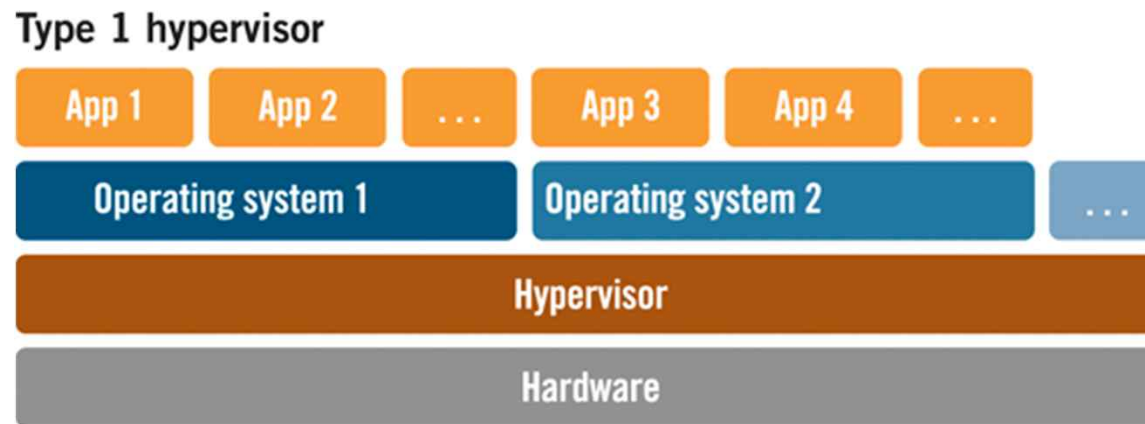 Type 1 hypervisor
App 1 App 2 ... App 3 App 4 ...
Operating system 1 Operating system 2 ...
Hypervisor
Hardware